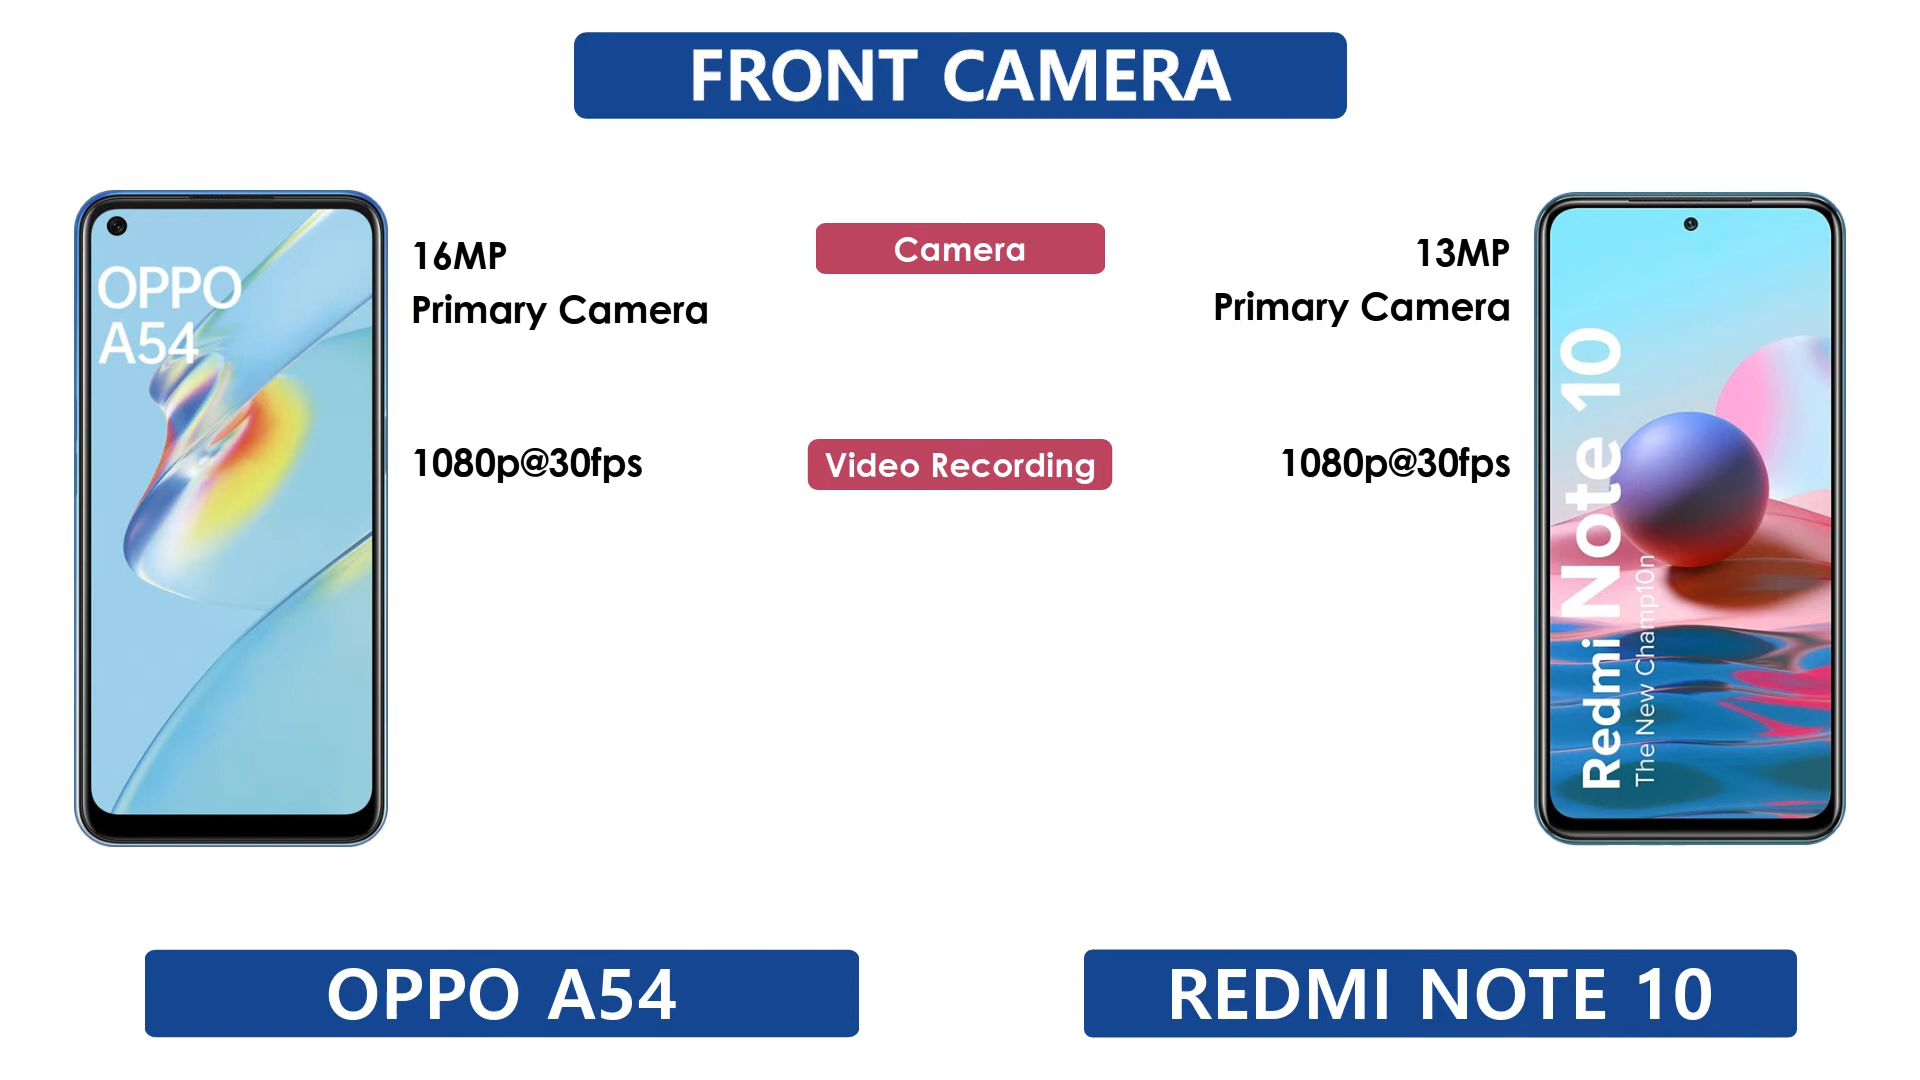 FRONT CAMERA
OPPO
A54
16MP
Primary Camera
Camera
13MP
Primary Camera
1080p@30fps
Video Recording
1080p@30fps
Redmi Note 10
The New Champ10n
OPPO A54
REDMI NOTE 10